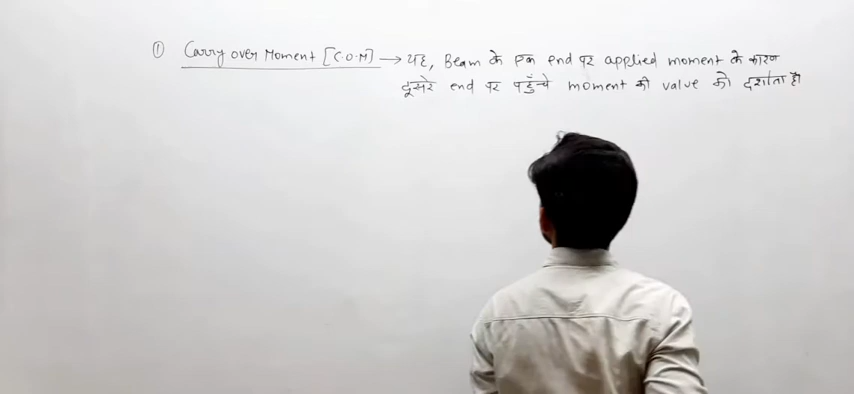 ① Carry over Moment [C.O.M] → यह, Beam के एक end पर applied moment के कारण
दूसरे end पर पहुँचे moment की value को दर्शाता है।